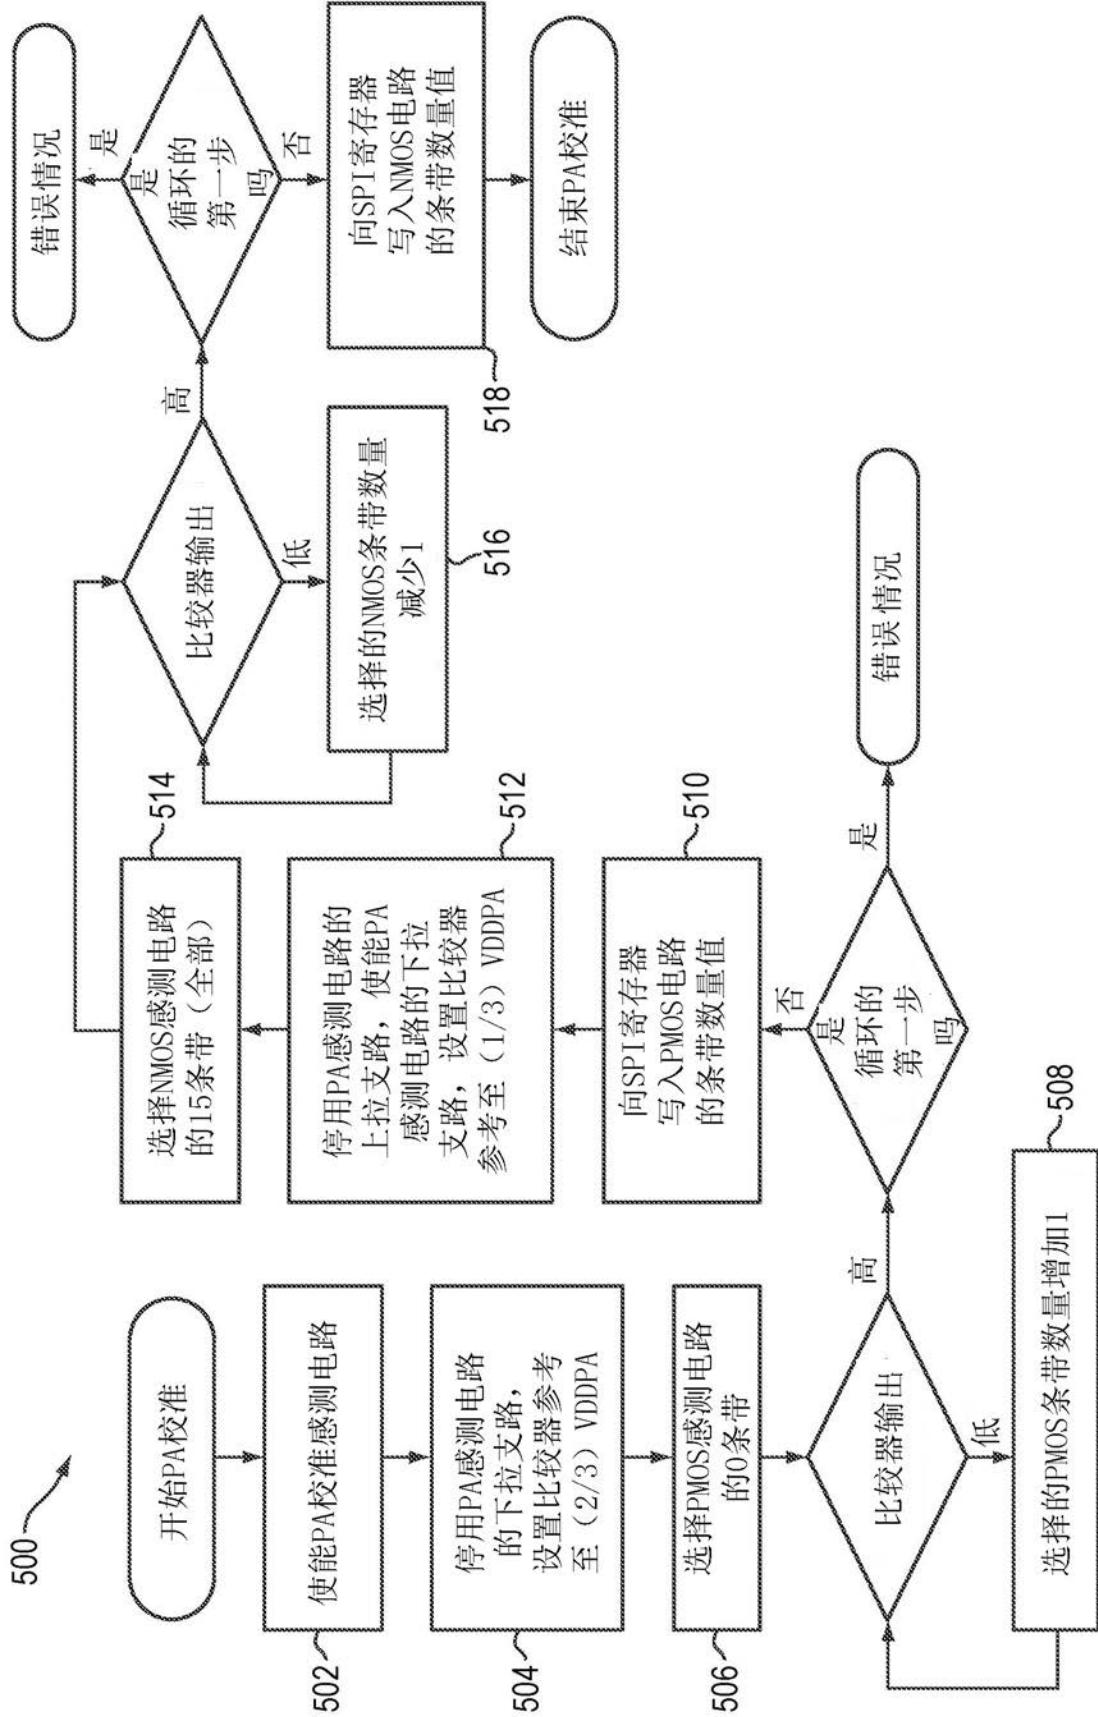 500
开始PA校准
使能PA校准感测电路
502
停用PA感测电路
的下拉支路,
设置比较器参考
至 (2/3) VDDPA
504
选择PMOS感测电路
的0条带
506
比较器输出
低
高
选择的PMOS条带数量增加1
508
是
循环的
第一步
吗
是
错误情况
否
向SPI寄存器
写入PMOS电路
的条带数量值
510
停用PA感测电路的
上拉支路, 使能PA
感测电路的下拉
支路, 设置比较器
参考至 (1/3) VDDPA
512
选择NMOS感测电路
的15条带 (全部)
514
比较器输出
低
高
选择的NMOS条带数量
减少1
516
是
循环的
第一步
吗
是
错误情况
否
向SPI寄存器
写入NMOS电路
的条带数量值
518
结束PA校准